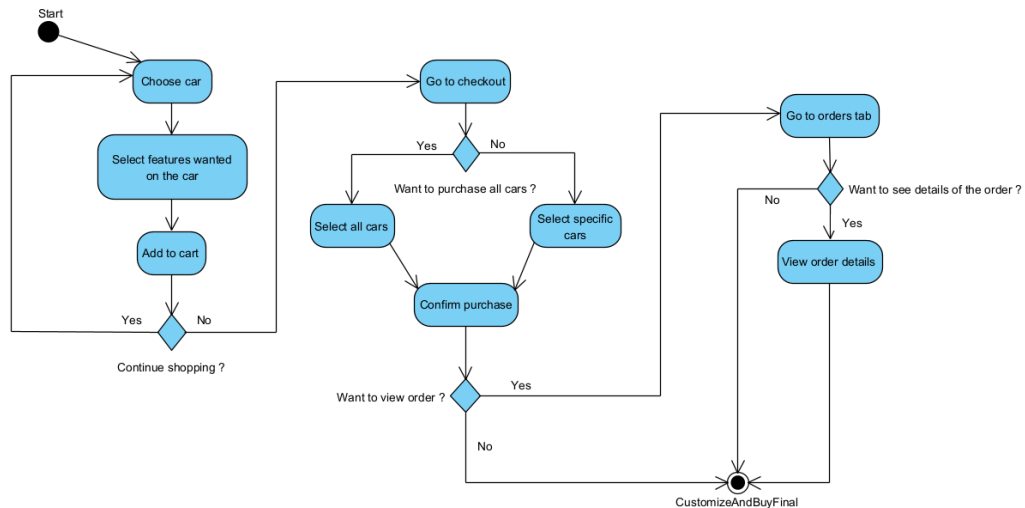 Start
Choose car
Select features wanted
on the car
Add to cart
Yes
No
Continue shopping ?
Go to checkout
Yes
No
Want to purchase all cars ?
Select all cars
Select specific
cars
Confirm purchase
Want to view order ?
Yes
No
Go to orders tab
Want to see details of the order ?
No
Yes
View order details
CustomizeAndBuyFinal